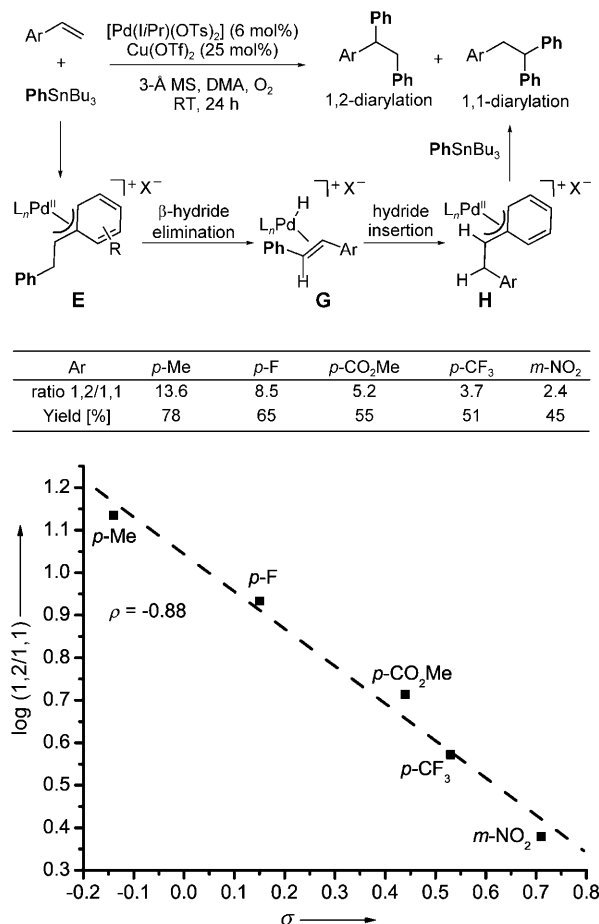 Ar
+
PhSnBu3
[Pd(IiPr)(OTs)2] (6 mol%)
Cu(OTf)2 (25 mol%)
3-Å MS, DMA, O2
RT, 24 h
Ph
Ar
Ph
1,2-diarylation
+
Ph
Ar
Ph
1,1-diarylation
PhSnBu3
LnPdII
+ X−
R
Ph
E
β-hydride
elimination
H
LnPd
+ X−
Ph
Ar
H
G
hydride
insertion
LnPdII
+ X−
H
H
Ar
H
Ar p-Me p-F p-CO2Me p-CF3 m-NO2
ratio 1,2/1,1 13.6 8.5 5.2 3.7 2.4
Yield [%] 78 65 55 51 45
log (1,2/1,1)
1.2
1.1
1.0
0.9
0.8
0.7
0.6
0.5
0.4
0.3
p-Me
p-F
ρ = -0.88
p-CO2Me
p-CF3
m-NO2
-0.2 -0.1 0.0 0.1 0.2 0.3 0.4 0.5 0.6 0.7 0.8
σ